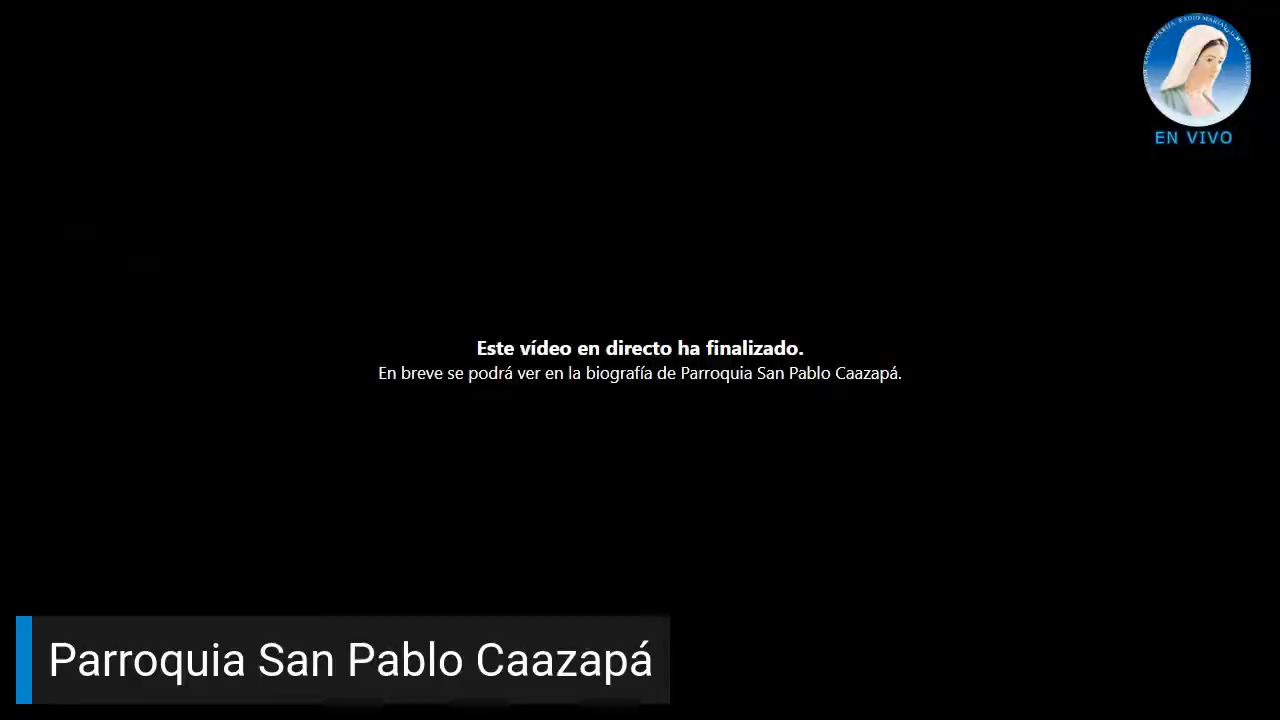 EN VIVO
Este vídeo en directo ha finalizado.
En breve se podrá ver en la biografía de Parroquia San Pablo Caazapá.
Parroquia San Pablo Caazapá